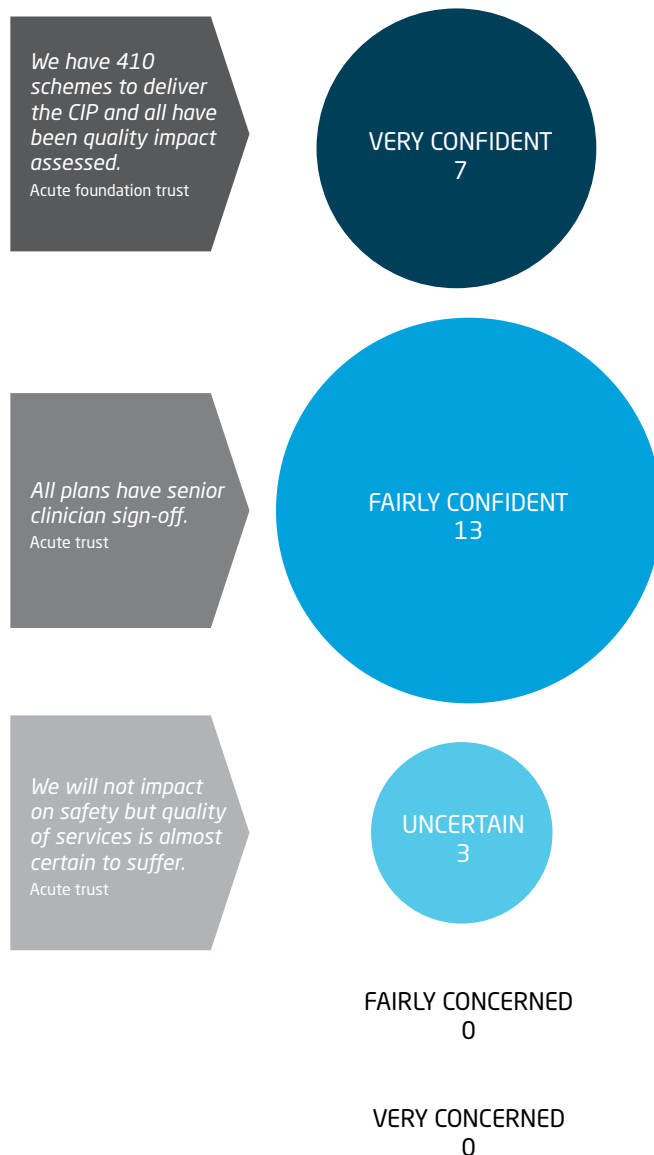 We have 410
schemes to deliver
the CIP and all have
been quality impact
assessed.
Acute foundation trust
VERY CONFIDENT
7
All plans have senior
clinician sign-off.
Acute trust
FAIRLY CONFIDENT
13
We will not impact
on safety but quality
of services is almost
certain to suffer.
Acute trust
UNCERTAIN
3
FAIRLY CONCERNED
0
VERY CONCERNED
0